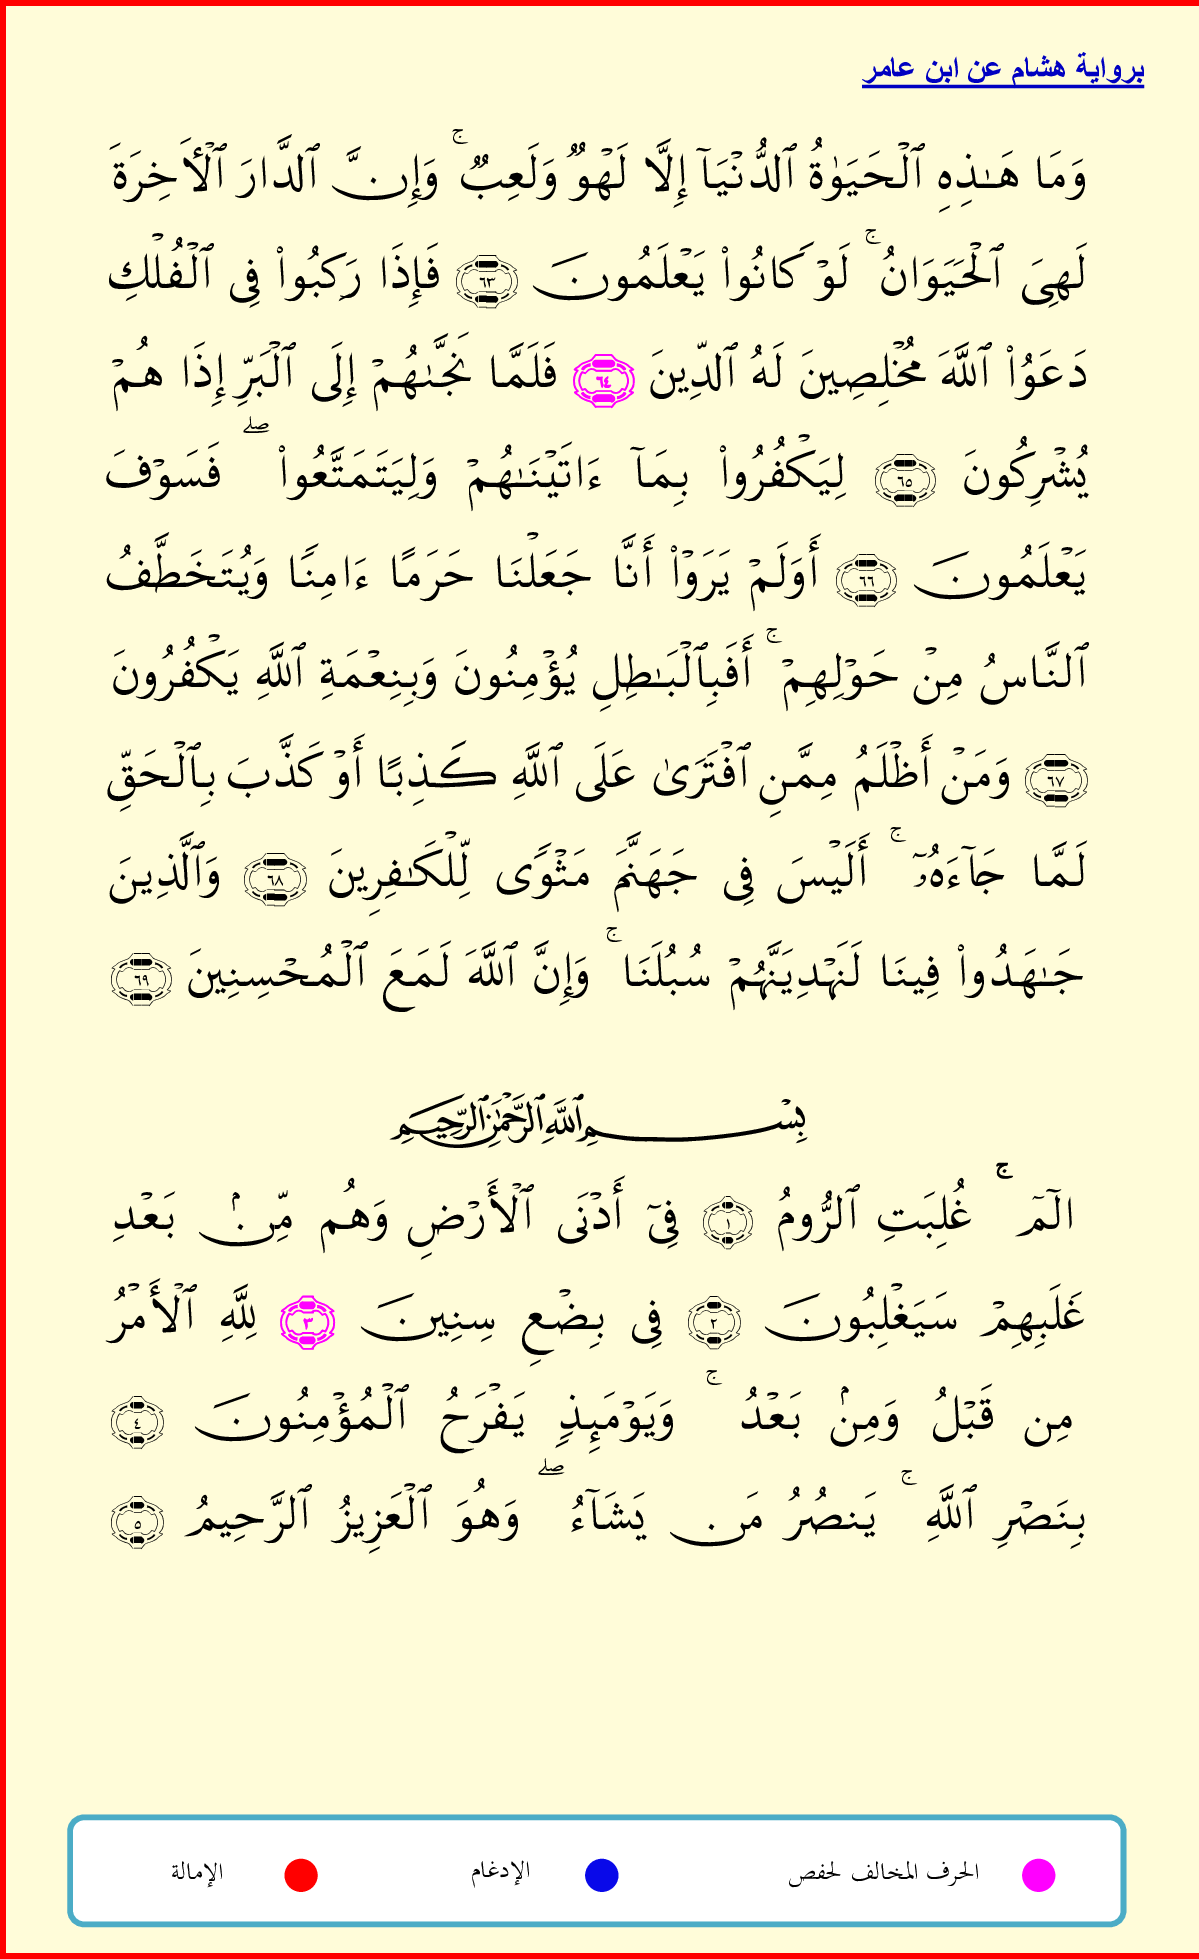 برواية هشام عن ابن عامر
وَمَا هَٰذِهِ ٱلْحَيَوٰةُ ٱلدُّنْيَآ إِلَّا لَهْوٌ وَلَعِبٌ ۚ وَإِنَّ ٱلدَّارَ ٱلْأَخِرَةَ
لَهِىَ ٱلْحَيَوَانُ ۚ لَوْ كَانُوا۟ يَعْلَمُونَ ٦٣ فَإِذَا رَكِبُوا۟ فِى ٱلْفُلْكِ
دَعَوُا۟ ٱللَّهَ مُخْلِصِينَ لَهُ ٱلدِّينَ ٦٤ فَلَمَّا نَجَّىٰهُمْ إِلَى ٱلْبَرِّ إِذَا هُمْ
يُشْرِكُونَ ٦٥ لِيَكْفُرُوا۟ بِمَآ ءَاتَيْنَٰهُمْ وَلِيَتَمَتَّعُوا۟ ۖ فَسَوْفَ
يَعْلَمُونَ ٦٦ أَوَلَمْ يَرَوْا۟ أَنَّا جَعَلْنَا حَرَمًا ءَامِنًا وَيُتَخَطَّفُ
ٱلنَّاسُ مِنْ حَوْلِهِمْ ۚ أَفَبِٱلْبَٰطِلِ يُؤْمِنُونَ وَبِنِعْمَةِ ٱللَّهِ يَكْفُرُونَ
٦٧ وَمَنْ أَظْلَمُ مِمَّنِ ٱفْتَرَىٰ عَلَى ٱللَّهِ كَذِبًا أَوْ كَذَّبَ بِٱلْحَقِّ
لَمَّا جَآءَهُۥٓ ۚ أَلَيْسَ فِى جَهَنَّمَ مَثْوًى لِّلْكَٰفِرِينَ ٦٨ وَٱلَّذِينَ
جَٰهَدُوا۟ فِينَا لَنَهْدِيَنَّهُمْ سُبُلَنَا ۚ وَإِنَّ ٱللَّهَ لَمَعَ ٱلْمُحْسِنِينَ ٦٩
بِسْمِ ٱللَّهِ ٱلرَّحْمَٰنِ ٱلرَّحِيمِ
الٓمٓ ۚ غُلِبَتِ ٱلرُّومُ ١ فِىٓ أَدْنَى ٱلْأَرْضِ وَهُم مِّنۢ بَعْدِ
غَلَبِهِمْ سَيَغْلِبُونَ ٢ فِى بِضْعِ سِنِينَ ٣ لِلَّهِ ٱلْأَمْرُ
مِن قَبْلُ وَمِنۢ بَعْدُ ۚ وَيَوْمَئِذٍ يَفْرَحُ ٱلْمُؤْمِنُونَ ٤
بِنَصْرِ ٱللَّهِ ۚ يَنصُرُ مَن يَشَآءُ ۖ وَهُوَ ٱلْعَزِيزُ ٱلرَّحِيمُ ٥
الحرف المخالف لحفص الإدغام الإمالة